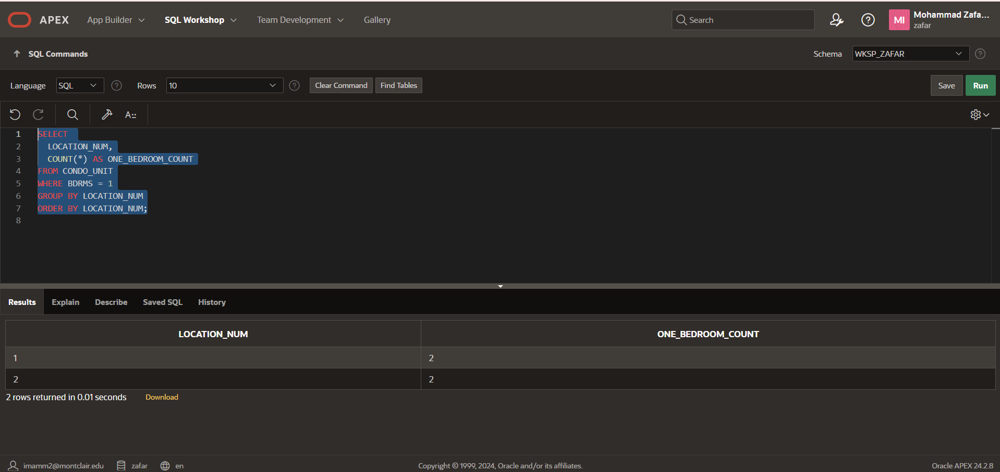 APEX App Builder SQL Workshop Team Development Gallery Search MI Mohammad Zafa...
zafar
SQL Commands Schema WKSP_ZAFAR
Language SQL Rows 10 Clear Command Find Tables Save Run
A
1 SELECT
2 LOCATION_NUM,
3 COUNT(*) AS ONE_BEDROOM_COUNT
4 FROM CONDO_UNIT
5 WHERE BDRMS = 1
6 GROUP BY LOCATION_NUM
7 ORDER BY LOCATION_NUM;
8
Results Explain Describe Saved SQL History
LOCATION_NUM ONE_BEDROOM_COUNT
1 2
2 2
2 rows returned in 0.01 seconds Download
imamm2@montclair.edu zafar en Copyright © 1999, 2024, Oracle and/or its affiliates. Oracle APEX 24.2.8